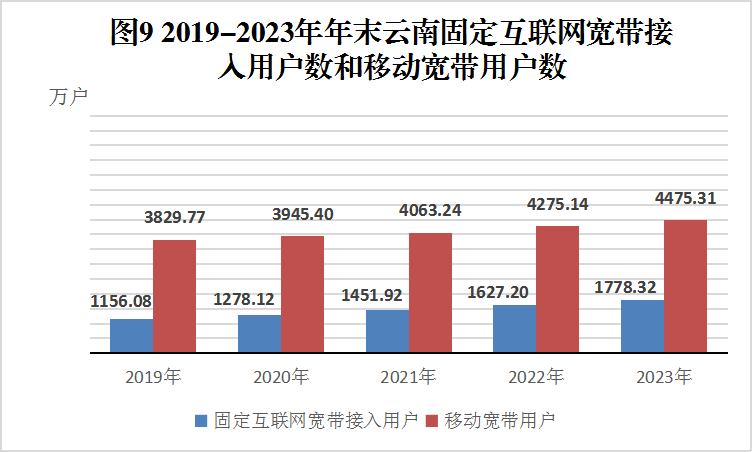 图9 2019-2023年年末云南固定互联网宽带接
入用户数和移动宽带用户数
万户
3829.77
3945.40
4063.24
4275.14
4475.31
1156.08
1278.12
1451.92
1627.20
1778.32
2019年 2020年 2021年 2022年 2023年
固定互联网宽带接入用户 移动宽带用户